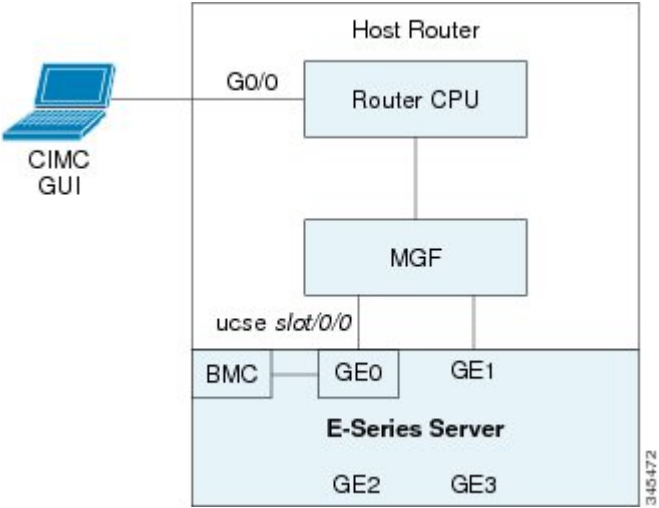 Host Router
G0/0
Router CPU
CIMC
GUI
MGF
ucse slot/0/0
BMC
GE0
GE1
E-Series Server
GE2
GE3
345472